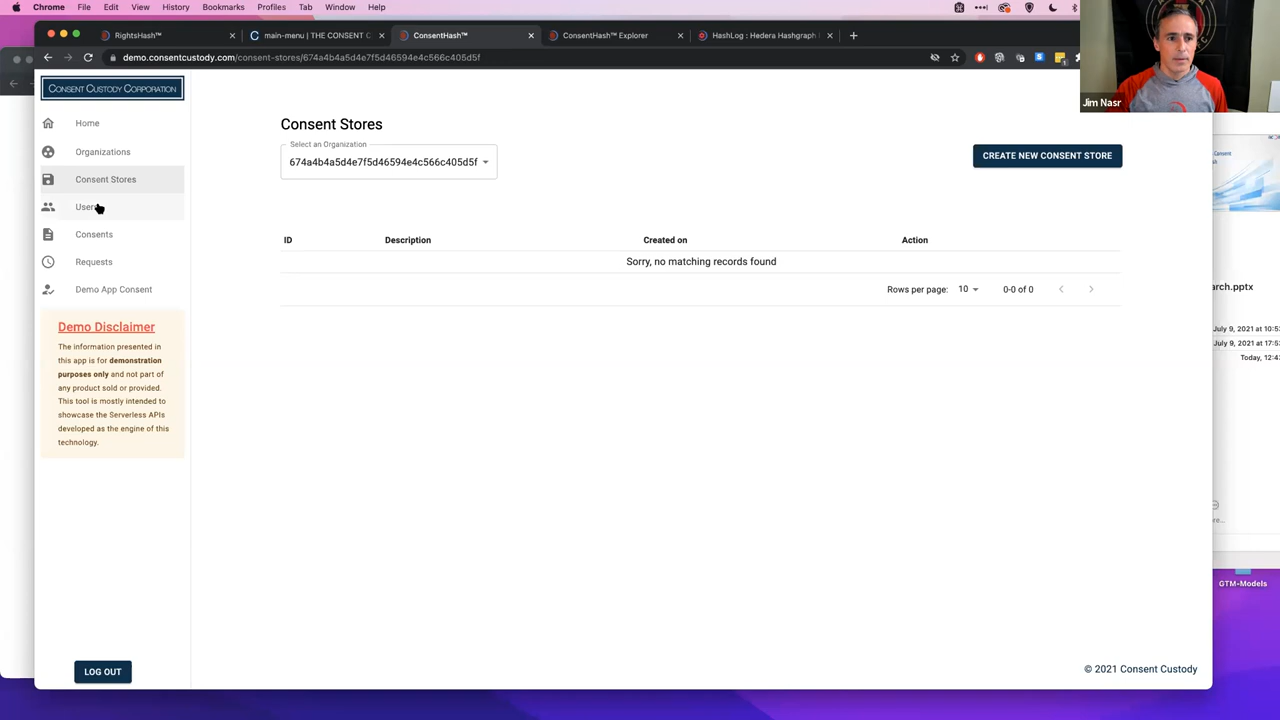 Chrome File Edit View History Bookmarks Profiles Tab Window Help
RightsHash™ main-menu | THE CONSENT C ConsentHash™ ConsentHash™ Explorer HashLog : Hedera Hashgraph
demo.consentcustody.com/consent-stores/674a4b4a5d4e7f5d46594e4c566c405d5f
Jim Nasr
CONSENT CUSTODY CORPORATION
Home
Organizations
Consent Stores
Users
Consents
Requests
Demo App Consent
Demo Disclaimer
The information presented in
this app is for demonstration
purposes only and not part of
any product sold or provided.
This tool is mostly intended to
showcase the Serverless APIs
developed as the engine of this
technology.
LOG OUT
Consent Stores
Select an Organization
674a4b4a5d4e7f5d46594e4c566c405d5f
CREATE NEW CONSENT STORE
ID Description Created on Action
Sorry, no matching records found
Rows per page: 10 0-0 of 0
© 2021 Consent Custody
Consent
arch.pptx
July 9, 2021 at 10:53
July 9, 2021 at 17:53
Today, 12:43
GTM-Models